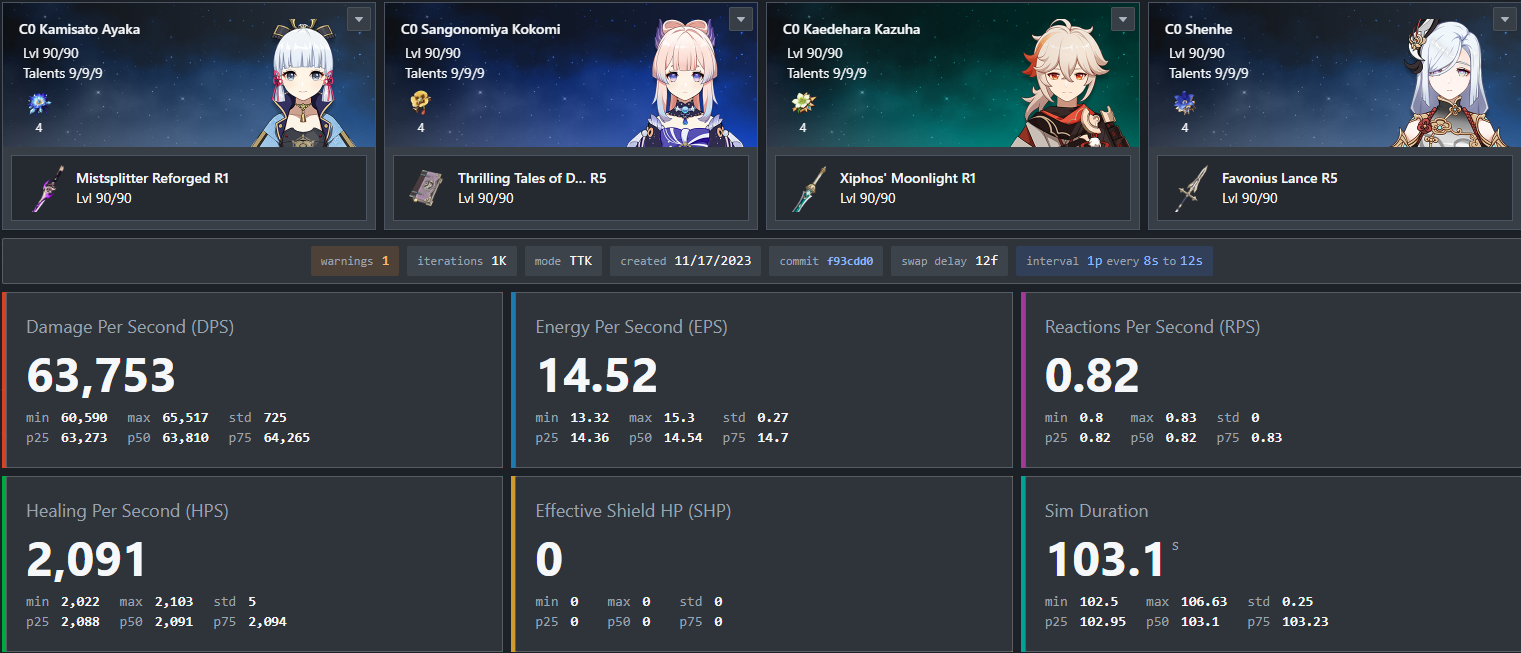 C0 Kamisato Ayaka
Lvl 90/90
Talents 9/9/9
4
Mistsplitter Reforged R1
Lvl 90/90
C0 Sangonomiya Kokomi
Lvl 90/90
Talents 9/9/9
4
Thrilling Tales of D... R5
Lvl 90/90
C0 Kaedehara Kazuha
Lvl 90/90
Talents 9/9/9
4
Xiphos' Moonlight R1
Lvl 90/90
C0 Shenhe
Lvl 90/90
Talents 9/9/9
4
Favonius Lance R5
Lvl 90/90
warnings 1 iterations 1K mode TTK created 11/17/2023 commit f93cdd0 swap delay 12f interval 1p every 8s to 12s
Damage Per Second (DPS)
63,753
min 60,590 max 65,517 std 725
p25 63,273 p50 63,810 p75 64,265
Energy Per Second (EPS)
14.52
min 13.32 max 15.3 std 0.27
p25 14.36 p50 14.54 p75 14.7
Reactions Per Second (RPS)
0.82
min 0.8 max 0.83 std 0
p25 0.82 p50 0.82 p75 0.83
Healing Per Second (HPS)
2,091
min 2,022 max 2,103 std 5
p25 2,088 p50 2,091 p75 2,094
Effective Shield HP (SHP)
0
min 0 max 0 std 0
p25 0 p50 0 p75 0
Sim Duration
103.1 s
min 102.5 max 106.63 std 0.25
p25 102.95 p50 103.1 p75 103.23